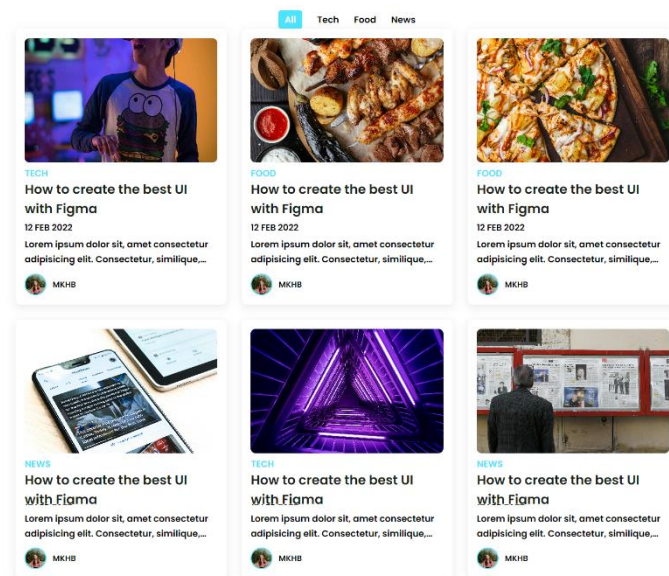 All Tech Food News
TECH
How to create the best UI
with Figma
12 FEB 2022
Lorem ipsum dolor sit, amet consectetur
adipisicing elit. Consectetur, similique,...
MKHB
FOOD
How to create the best UI
with Figma
12 FEB 2022
Lorem ipsum dolor sit, amet consectetur
adipisicing elit. Consectetur, similique,...
MKHB
FOOD
How to create the best UI
with Figma
12 FEB 2022
Lorem ipsum dolor sit, amet consectetur
adipisicing elit. Consectetur, similique,...
MKHB
NEWS
How to create the best UI
with Figma
Lorem ipsum dolor sit, amet consectetur
adipisicing elit. Consectetur, similique,...
MKHB
TECH
How to create the best UI
with Figma
Lorem ipsum dolor sit, amet consectetur
adipisicing elit. Consectetur, similique,...
MKHB
NEWS
How to create the best UI
with Figma
Lorem ipsum dolor sit, amet consectetur
adipisicing elit. Consectetur, similique,...
MKHB